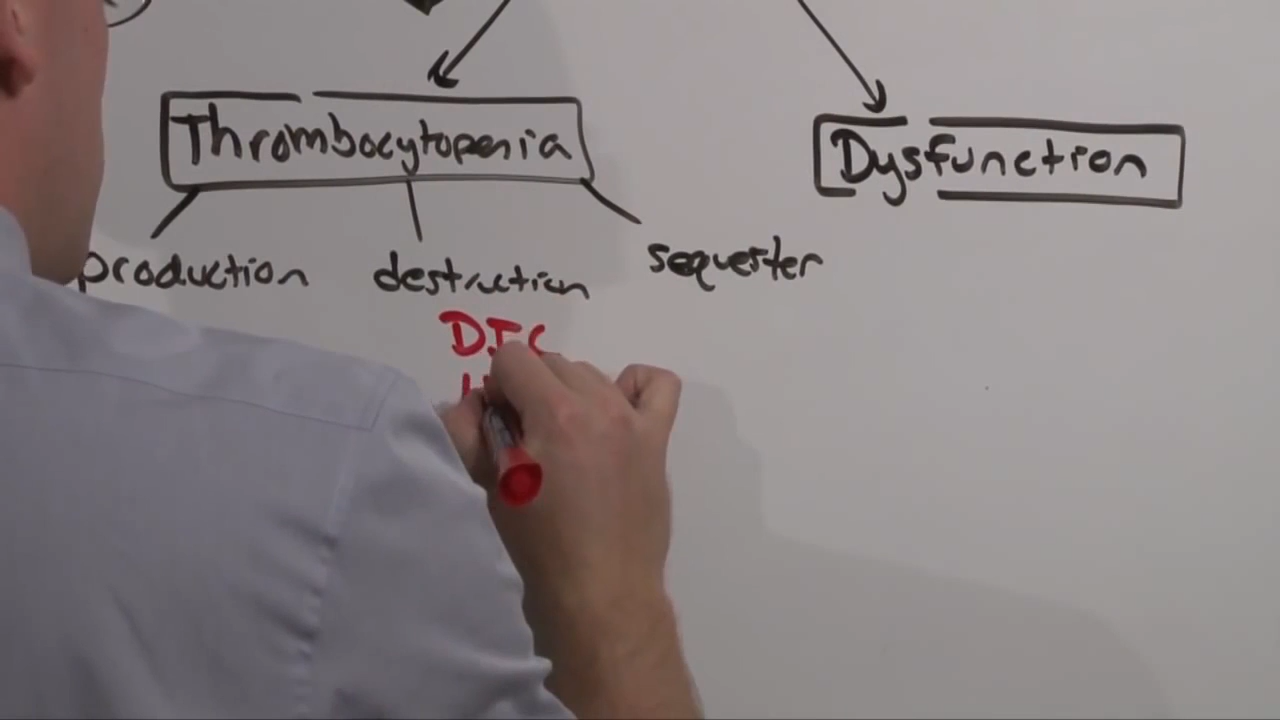 Thrombocytopenia
Dysfunction
production destruction sequester
DIC